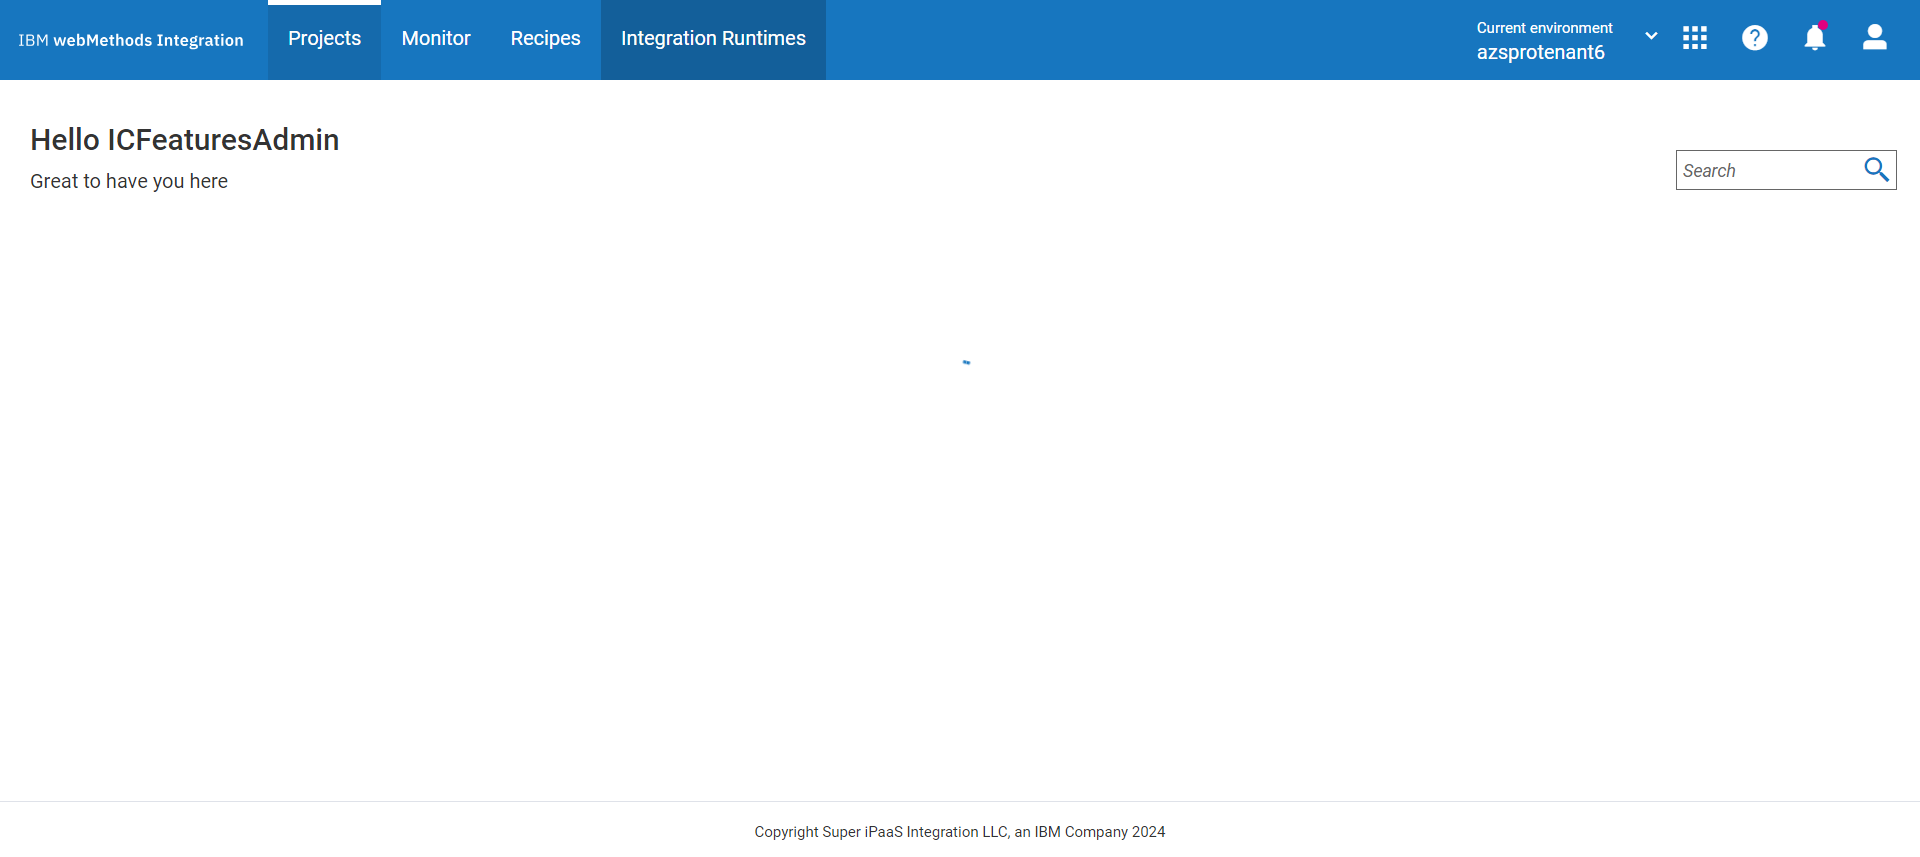 IBM webMethods Integration
Projects
Monitor
Recipes
Integration Runtimes
Current environment
azsprotenant6
Hello ICFeaturesAdmin
Great to have you here
Search
Copyright Super iPaaS Integration LLC, an IBM Company 2024